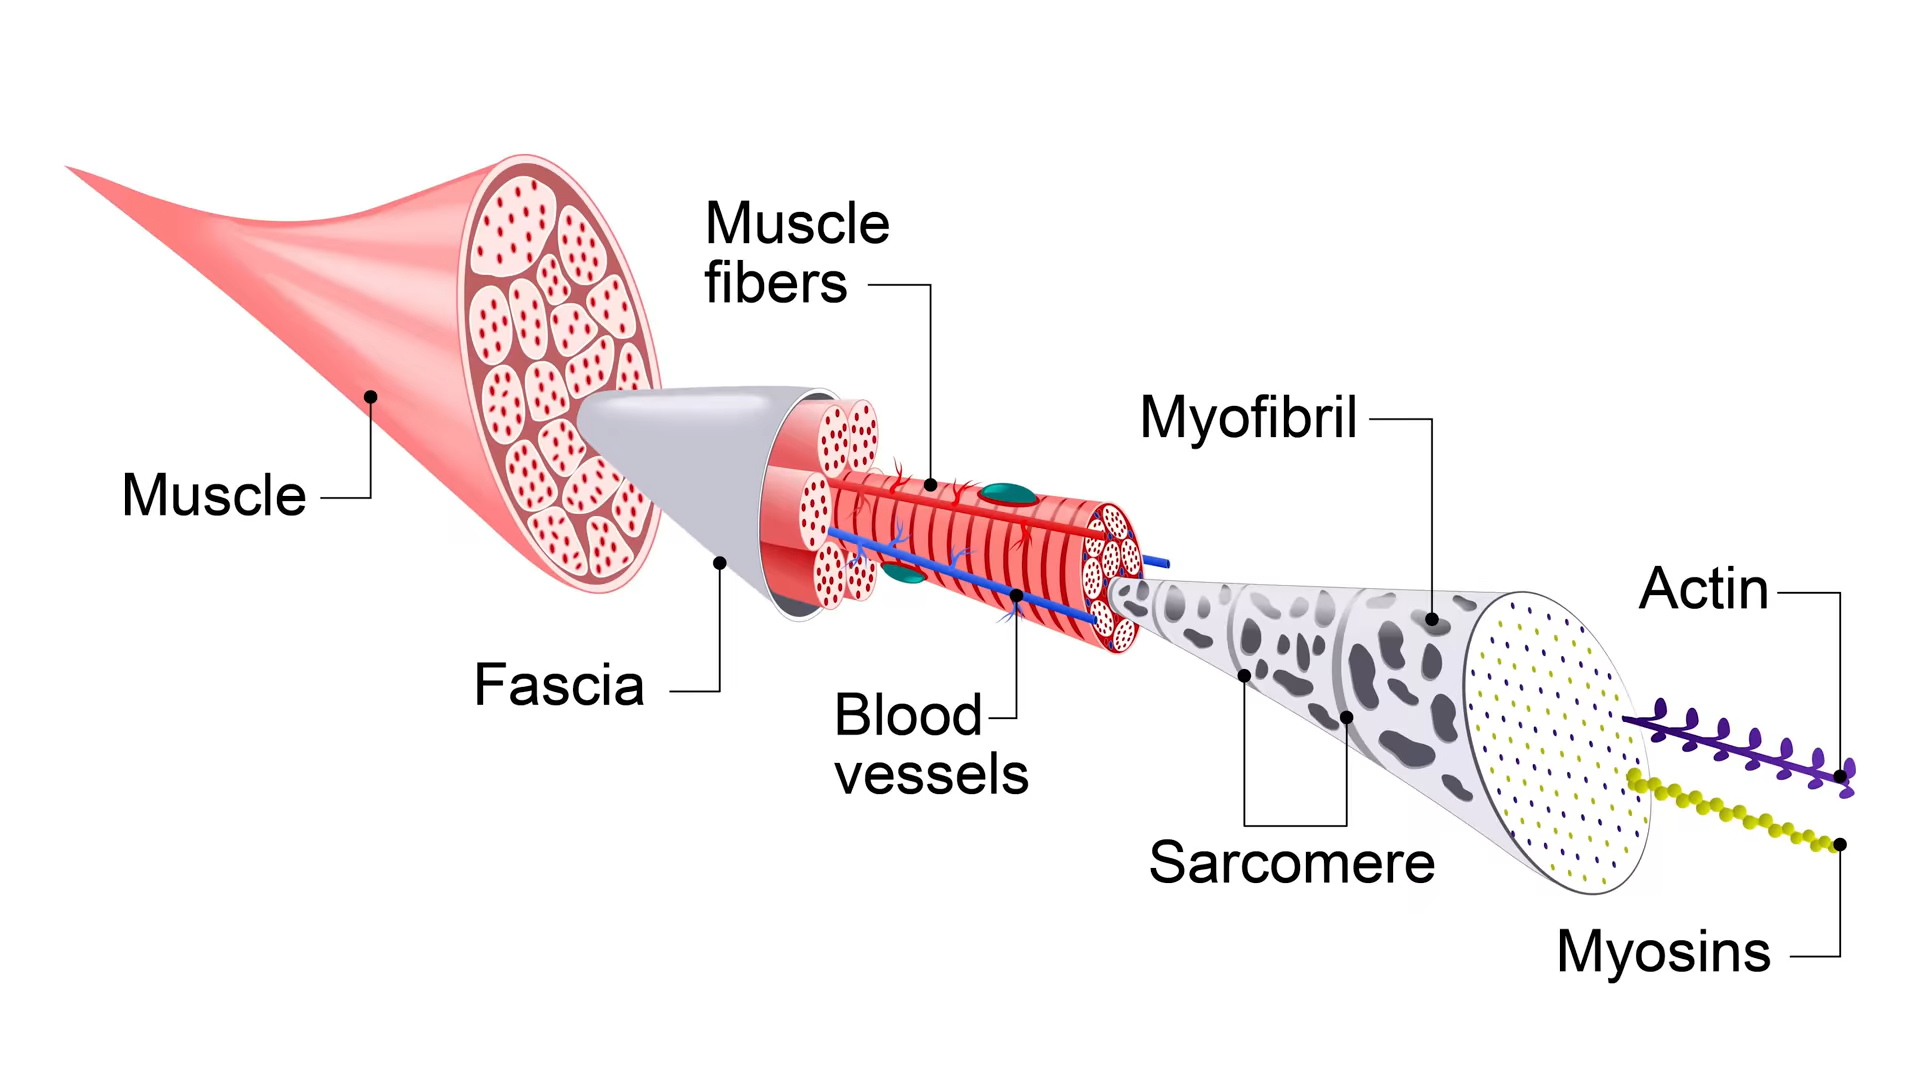 Muscle
fibers
Myofibril
Muscle
Actin
Fascia
Blood
vessels
Sarcomere
Myosins